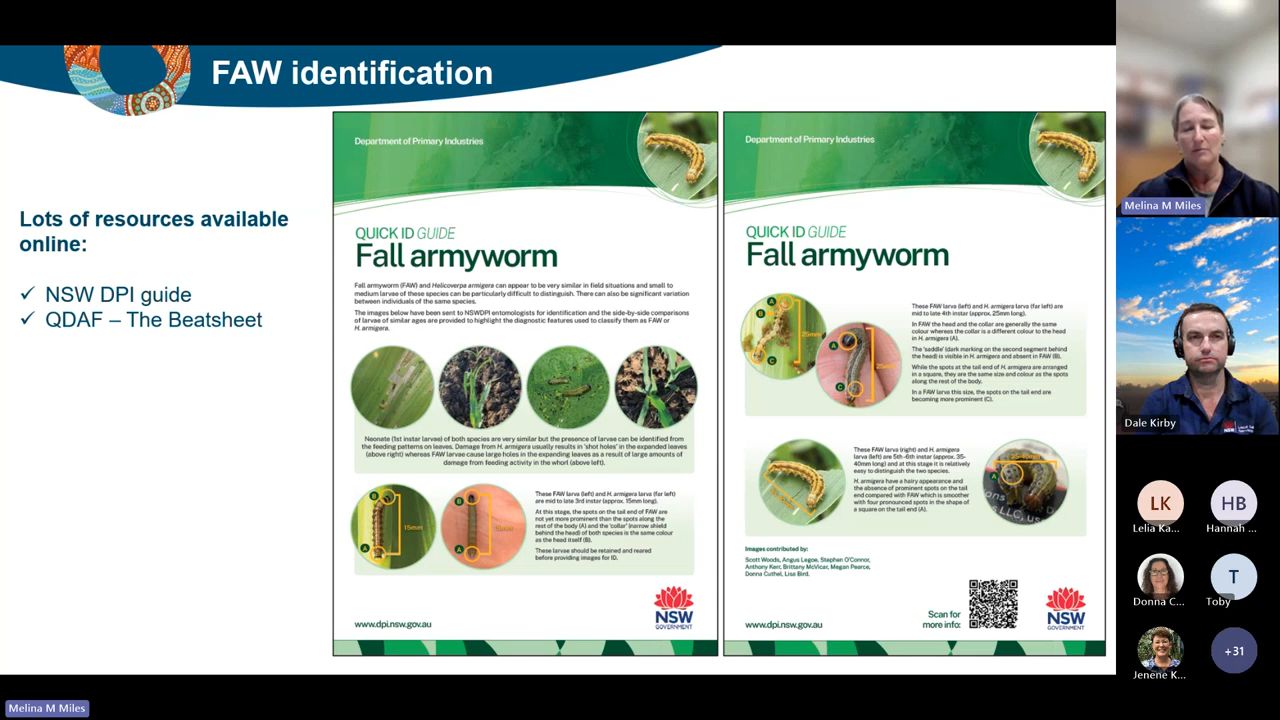 FAW identification
Lots of resources available
online:
✓ NSW DPI guide
✓ QDAF – The Beatsheet
Department of Primary Industries
QUICK ID GUIDE
Fall armyworm
Fall armyworm (FAW) and Helicoverpa armigera can appear to be very similar in field situations and small to
medium larvae of these species can be particularly difficult to distinguish. There can also be significant variation
between individuals of the same species.
The images below have been sent to NSWDPI entomologists for identification and the side-by-side comparisons
of larvae of similar ages are provided to highlight the diagnostic features used to classify them as FAW or
H. armigera.
Neonate (1st instar larvae) of both species are very similar but the presence of larvae can be identified from
the feeding patterns on leaves. Damage from H. armigera usually results in 'shot holes' in the expanded leaves
(above right) whereas FAW larvae cause large holes in the expanding leaves as a result of large amounts of
damage from feeding activity in the whorl (above left).
B
A
15mm
B
A
These FAW larva (left) and H. armigera larva (far left) are
mid to late 3rd instar (approx. 15mm long).
At this stage, the spots on the tail end of FAW are
not yet more prominent than the spots along the
rest of the body (A) and the 'collar' (narrow shield
behind the head) of both species is the same colour
as the head itself (B).
These larvae should be retained and reared
before providing images for ID.
www.dpi.nsw.gov.au
NSW
GOVERNMENT
Department of Primary Industries
QUICK ID GUIDE
Fall armyworm
A
B
25mm
C
A
25mm
C
These FAW larva (left) and H. armigera larva (far left) are
mid to late 4th instar (approx. 25mm long).
In FAW the head and the collar are generally the same
colour whereas the collar is a different colour to the head
in H. armigera (A).
The 'saddle' (dark marking on the second segment behind
the head) is visible in H. armigera and absent in FAW (B).
While the spots at the tail end of H. armigera are arranged
in a square, they are the same size and colour as the spots
along the rest of the body.
In a FAW larva this size, the spots on the tail end are
becoming more prominent (C).
These FAW larva (right) and H. armigera
larva (left) are 5th -6th instar (approx. 35-
40mm long) and at this stage it is relatively
easy to distinguish the two species.
H. armigera have a hairy appearance and
the absence of prominent spots on the tail
end compared with FAW which is smoother
with four pronounced spots in the shape of
a square on the tail end (A).
35-40mm
A
Images contributed by:
Scott Woods, Angus Legoe, Stephen O'Connor,
Anthony Kerr, Brittany McVicar, Megan Pearce,
Donna Cuthel, Lisa Bird.
www.dpi.nsw.gov.au
Scan for
more info:
NSW
GOVERNMENT
Melina M Miles
Dale Kirby
LK
Lelia Ka...
HB
Hannah ...
Donna C...
T
Toby
Jenene K...
+31
Melina M Miles